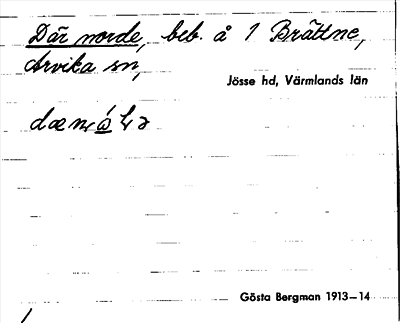 Där norde, beb. å 1 Brättne,
Arvika sn,
Jösse hd, Värmlands län
Gösta Bergman 1913–14